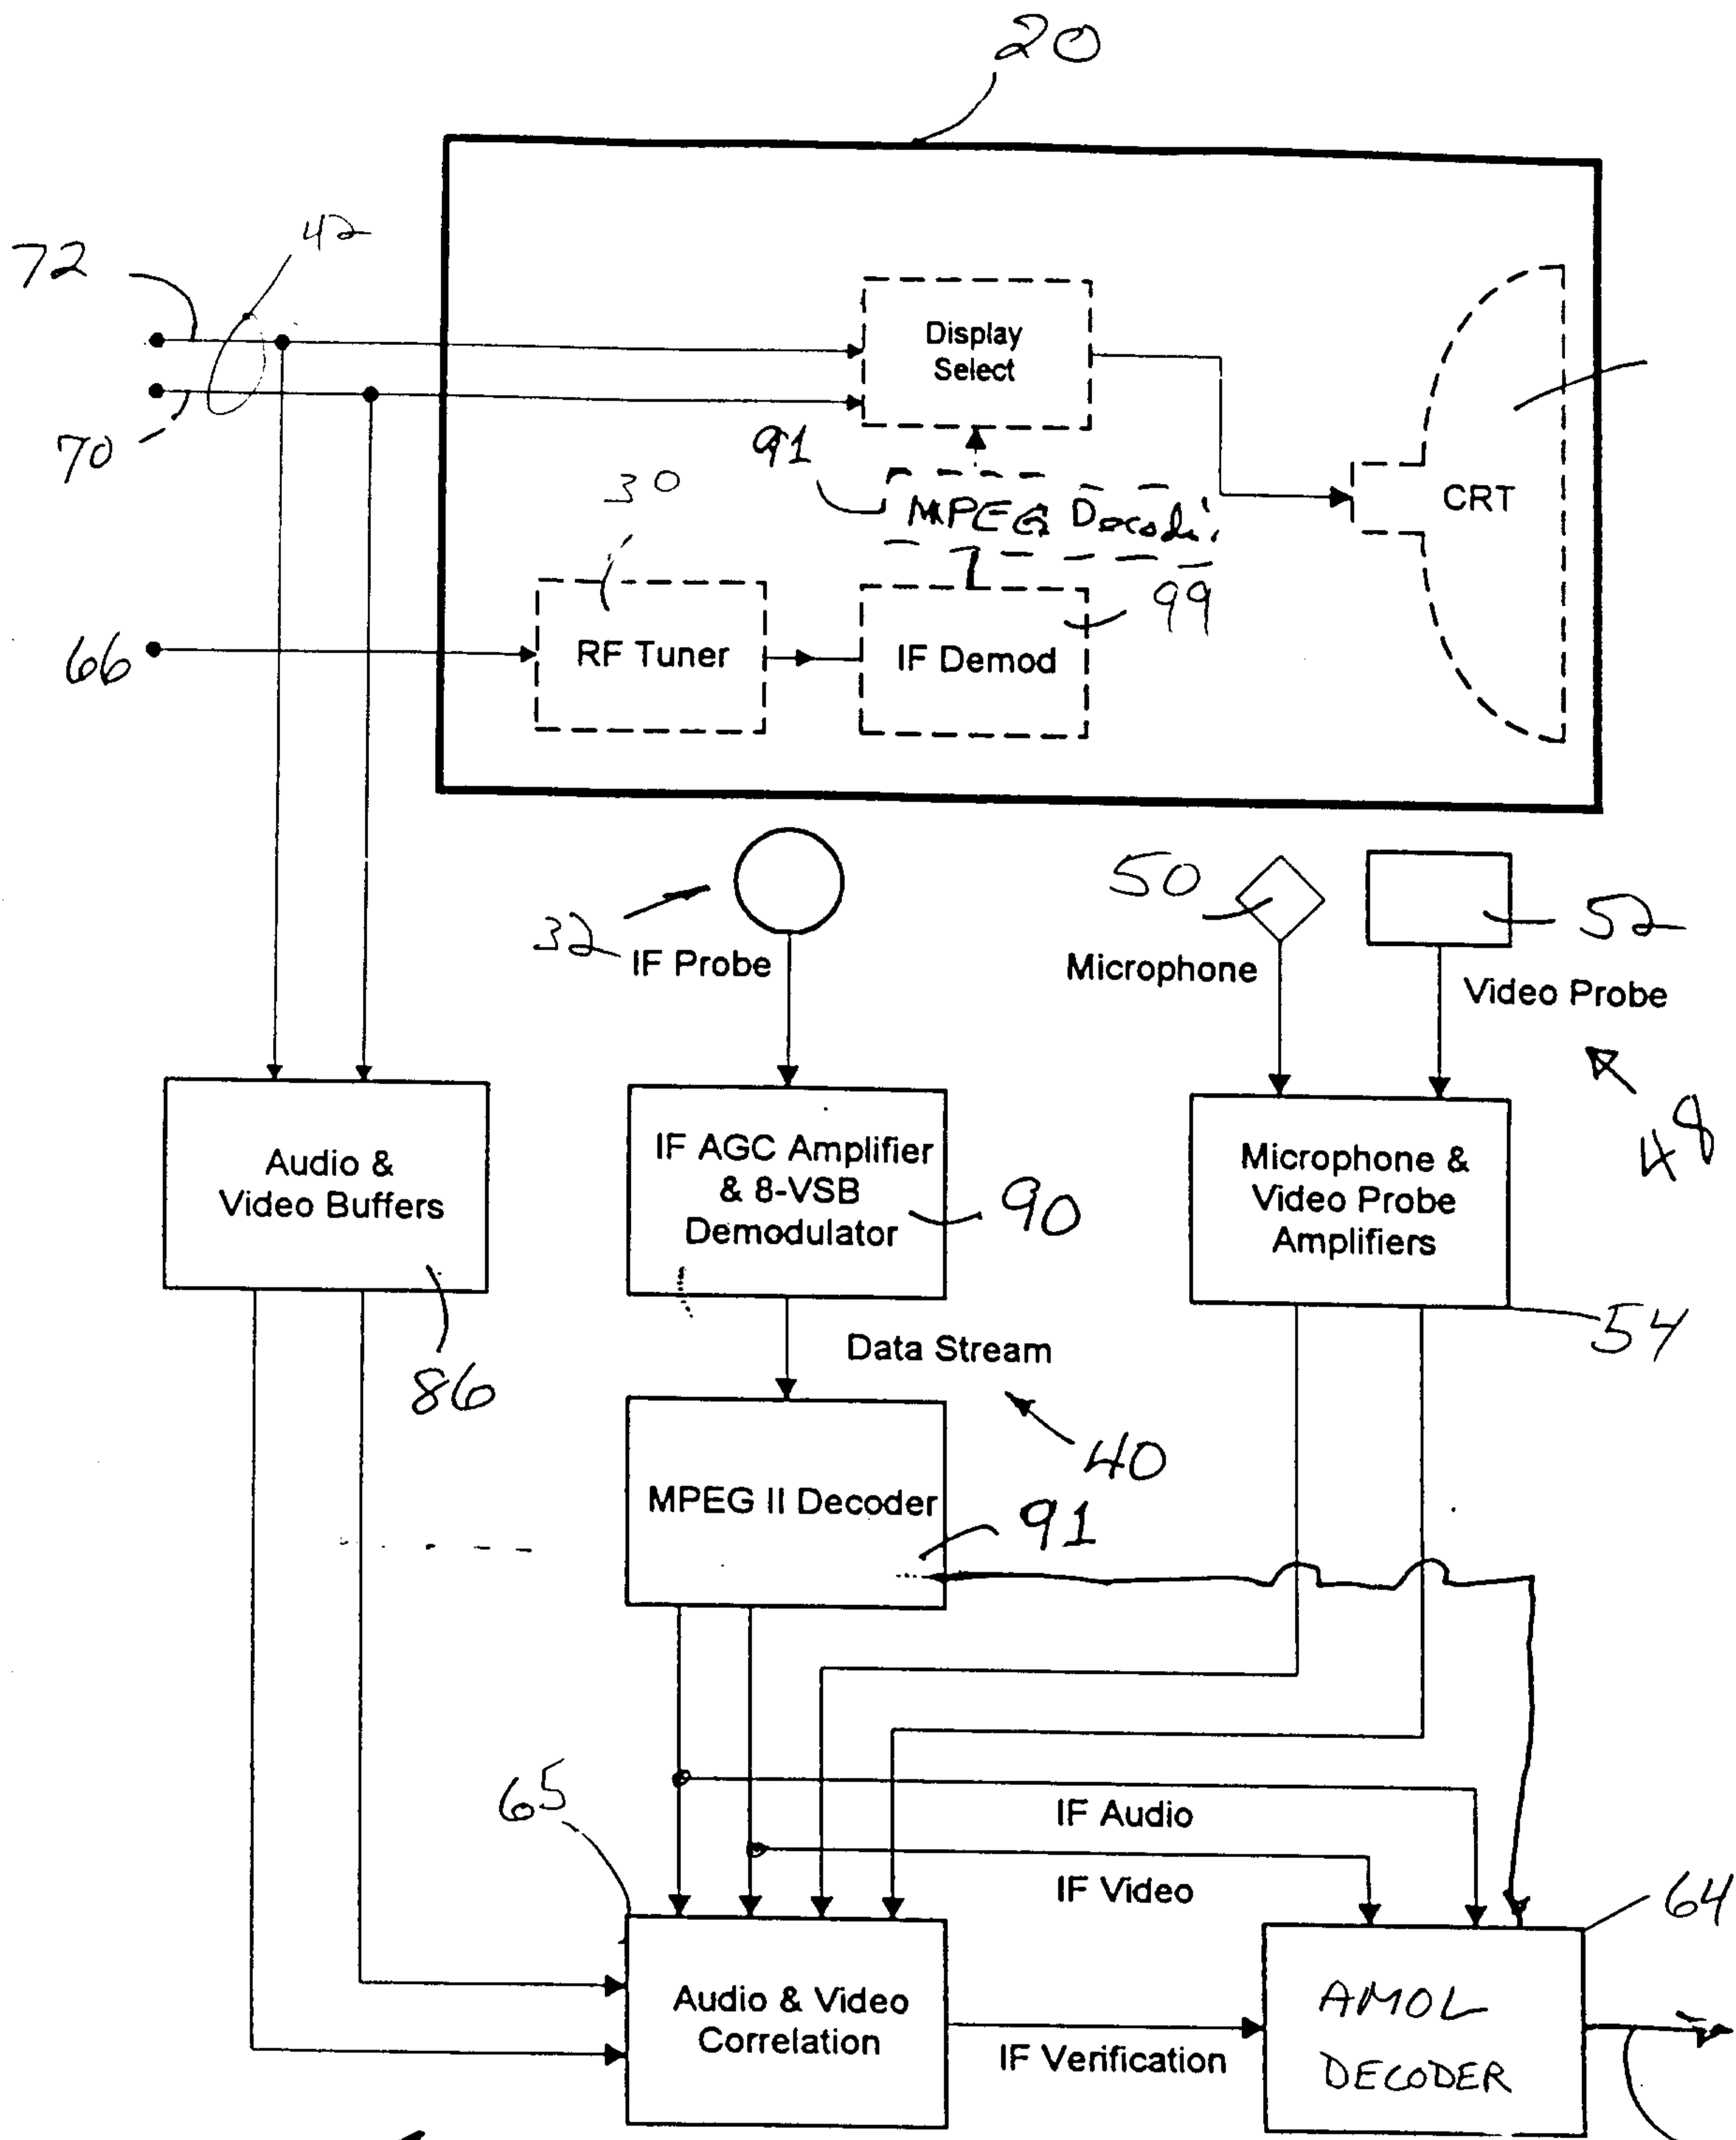 20
42
72
Display
Select
70
91
30
MPEG
CRT
99
66
RF Tuner
IF Demod
50
52
32
IF Probe
Microphone
Video Probe
48
Audio &
Video Buffers
IF AGC Amplifier
& 8-VSB
Demodulator
90
Microphone &
Video Probe
Amplifiers
54
Data Stream
86
40
MPEG II Decoder
91
65
IF Audio
IF Video
64
Audio & Video
Correlation
IF Verification
AMOL
DECODER